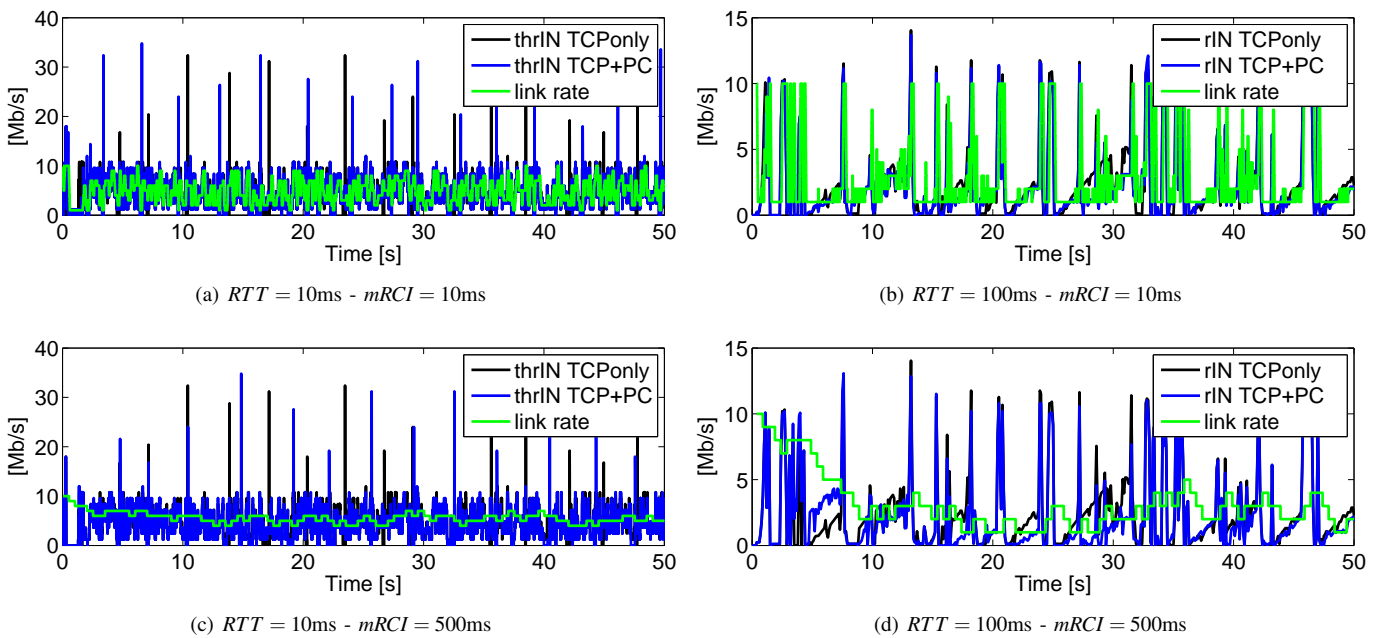 40
30
20
10
0
[Mb/s]
thrIN TCPonly
thrIN TCP+PC
link rate
0 10 20 30 40 50
Time [s]
(a) RTT = 10ms - mRCI = 10ms
15
10
5
0
[Mb/s]
rIN TCPonly
rIN TCP+PC
link rate
0 10 20 30 40 50
Time [s]
(b) RTT = 100ms - mRCI = 10ms
40
30
20
10
0
[Mb/s]
thrIN TCPonly
thrIN TCP+PC
link rate
0 10 20 30 40 50
Time [s]
(c) RTT = 10ms - mRCI = 500ms
15
10
5
0
[Mb/s]
rIN TCPonly
rIN TCP+PC
link rate
0 10 20 30 40 50
Time [s]
(d) RTT = 100ms - mRCI = 500ms